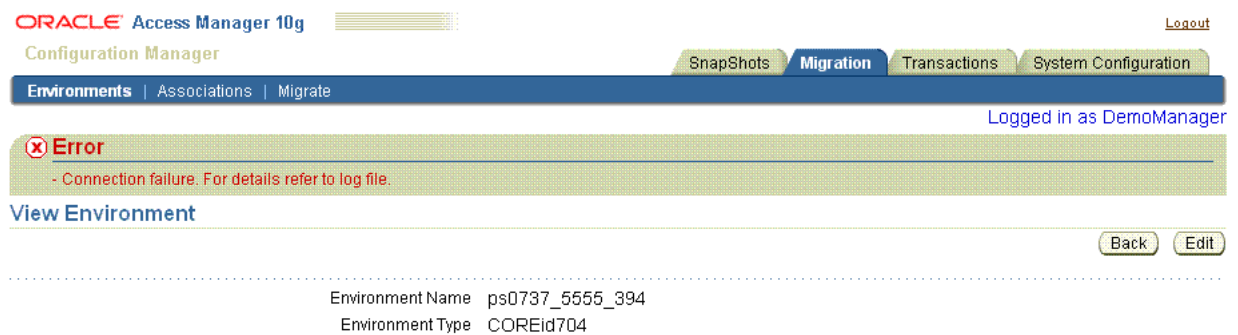 ORACLE Access Manager 10g
Logout
Configuration Manager
SnapShots Migration Transactions System Configuration
Environments | Associations | Migrate
Logged in as DemoManager
Error
- Connection failure. For details refer to log file.
View Environment
Back Edit
Environment Name ps0737_5555_394
Environment Type COREid704